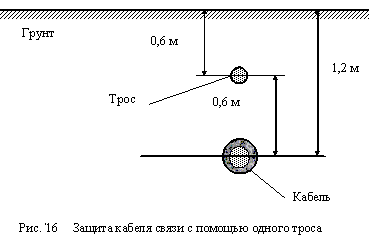 Грунт
0,6 м
1,2 м
Трос
0,6 м
Кабель
Рис. 16 Защита кабеля связи с помощью одного троса